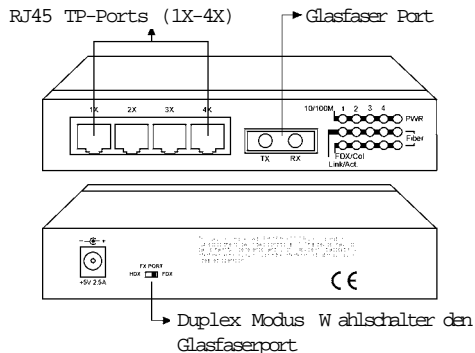 RJ45 TP-Ports (1X-4X)
Glasfaser Port
1X 2X 3X 4X
10/100M 1 2 3 4
PWR
Fiber
TX RX
FDX/Col
Link/Act.
- +
+5V 2.5A
FX PORT
HDX FDX
CE
Duplex Modus Wahlschalter den
Glasfaserport